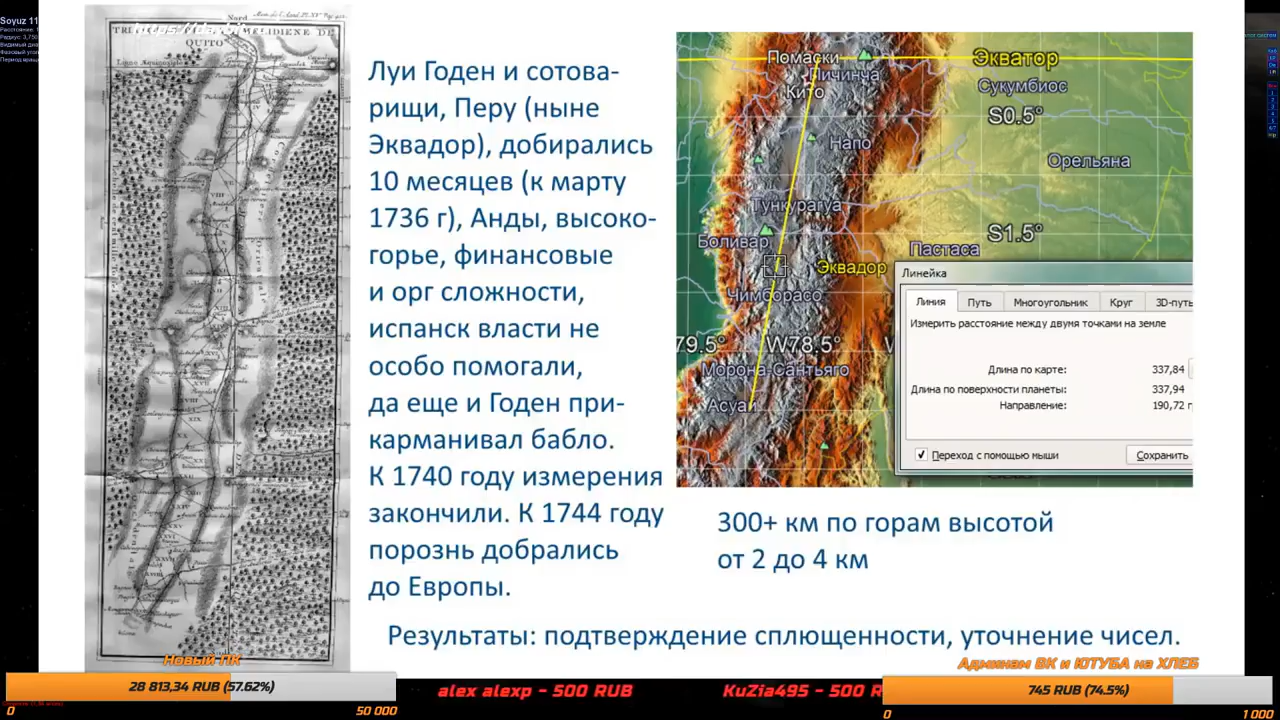 Soyuz 11
Nord
QUITO
Луи Годен и сотова-
рищи, Перу (ныне
Эквадор), добирались
10 месяцев (к марту
1736 г), Анды, высоко-
горье, финансовые
и орг сложности,
испанск власти не
особо помогали,
да еще и Годен при-
карманивал бабло.
К 1740 году измерения
закончили. К 1744 году
порознь добрались
до Европы.
Помаски
Пичинча
Кито
Экватор
Сукумбиос
S0.5°
Напо
Орельяна
Тункурагуа
S1.5°
Боливар
Пастаса
Эквадор
Чимборасо
79.5°
W78.5°
W
Морона-Сантьяго
Асуай
Линейка
Линия
Путь
Многоугольник
Круг
3D-путь
Измерить расстояние между двумя точками на земле
Длина по карте: 337,84
Длина по поверхности планеты: 337,94
Направление: 190,72 г
Переход с помощью мыши
Сохранить
300+ км по горам высотой
от 2 до 4 км
Результаты: подтверждение сплющенности, уточнение чисел.
Новый ПК
28 813,34 RUB (57.62%)
0
50 000
alex alexp - 500 RUB
KuZia495 - 500 R
Админам ВК и ЮТУБА на ХЛЕБ
745 RUB (74.5%)
0
1 000